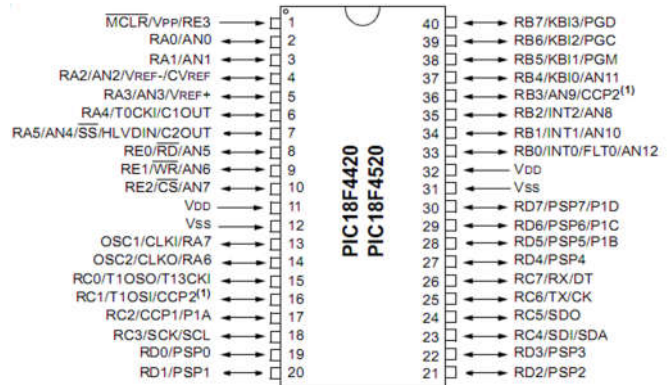 MCLR/VPP/RE3 1 40 RB7/KBI3/PGD
RA0/AN0 2 39 RB6/KBI2/PGC
RA1/AN1 3 38 RB5/KBI1/PGM
RA2/AN2/VREF-/CVREF 4 37 RB4/KBI0/AN11
RA3/AN3/VREF+ 5 36 RB3/AN9/CCP2(1)
RA4/T0CKI/C1OUT 6 35 RB2/INT2/AN8
RA5/AN4/SS/HLVDIN/C2OUT 7 34 RB1/INT1/AN10
RE0/RD/AN5 8 33 RB0/INT0/FLT0/AN12
RE1/WR/AN6 9 32 VDD
RE2/CS/AN7 10 31 VSS
VDD 11 30 RD7/PSP7/P1D
VSS 12 29 RD6/PSP6/P1C
OSC1/CLKI/RA7 13 28 RD5/PSP5/P1B
OSC2/CLKO/RA6 14 27 RD4/PSP4
RC0/T1OSO/T13CKI 15 26 RC7/RX/DT
RC1/T1OSI/CCP2(1) 16 25 RC6/TX/CK
RC2/CCP1/P1A 17 24 RC5/SDO
RC3/SCK/SCL 18 23 RC4/SDI/SDA
RD0/PSP0 19 22 RD3/PSP3
RD1/PSP1 20 21 RD2/PSP2
PIC18F4420
PIC18F4520